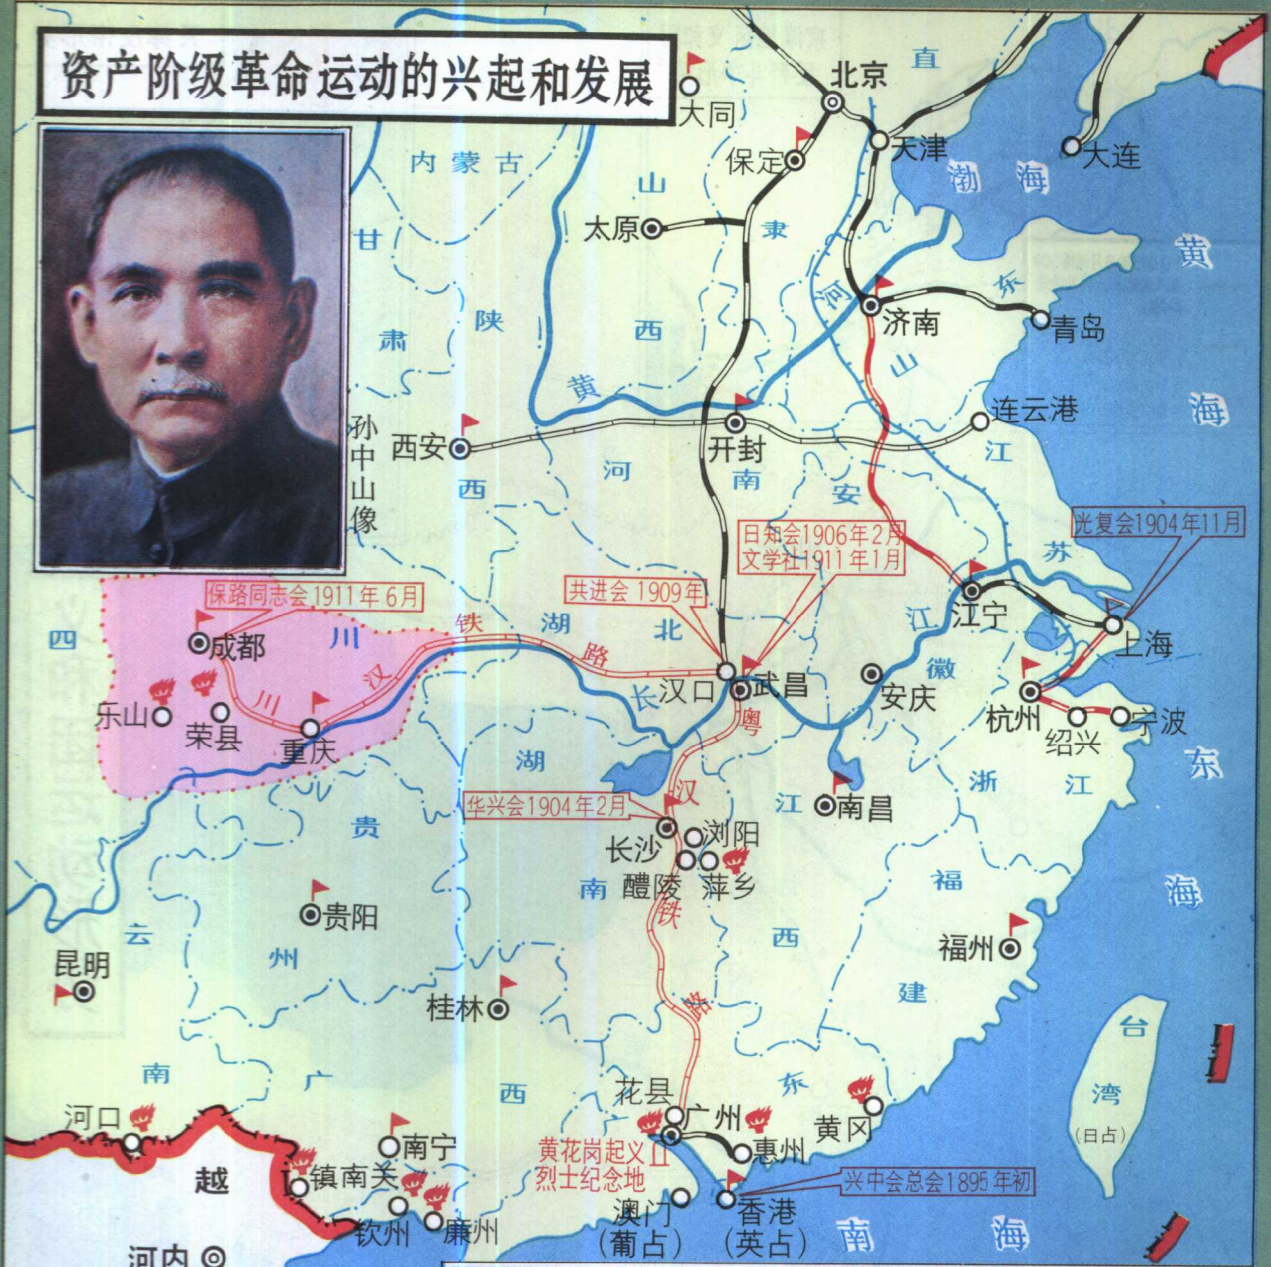 资产阶级革命运动的兴起和发展
孙中山像
北京
直
大同
保定
天津
大连
渤海
内蒙古
山
太原
隶
甘
黄
河
东
济南
青岛
肃
陕
西
山
黄
海
连云港
西安
开封
江
河
南
西
安
日知会1906年2月
文学社1911年1月
光复会1904年11月
苏
保路同志会1911年6月
共进会 1909年
江宁
江
上海
四
成都
川
铁
湖
北
路
汉
川
徽
汉口
武昌
长
安庆
杭州
绍兴
宁波
乐山
荣县
重庆
粤
湖
汉
江
南昌
浙
江
东
华兴会1904年2月
贵
长沙
浏阳
醴陵
萍乡
南
铁
福
海
贵阳
云
州
西
福州
昆明
桂林
路
建
台
湾
(日占)
南
广
西
东
花县
广州
黄冈
惠州
河口
南宁
黄花岗起义
烈士纪念地
越
镇南关
兴中会总会1895年初
钦州
廉州
澳门
(葡占)
香港
(英占)
南
海
河内